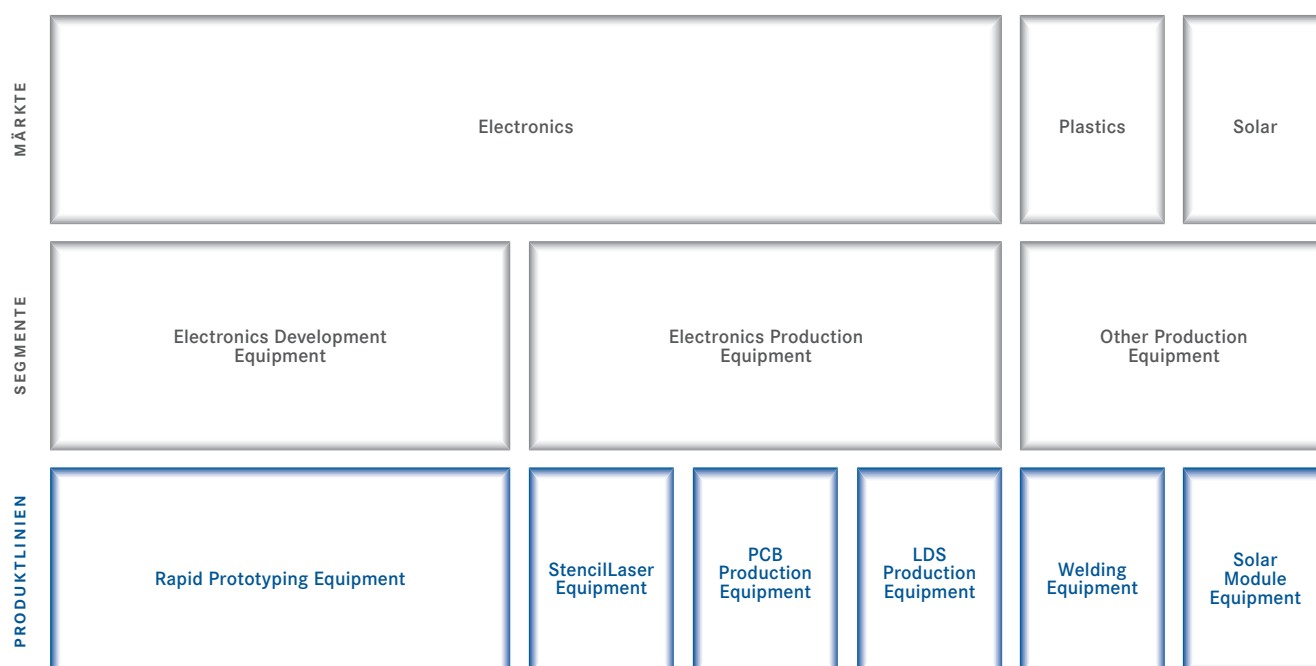 MÄRKTE
Electronics
Plastics
Solar
SEGMENTE
Electronics Development
Equipment
Electronics Production
Equipment
Other Production
Equipment
PRODUKTLINIEN
Rapid Prototyping Equipment
StencilLaser
Equipment
PCB
Production
Equipment
LDS
Production
Equipment
Welding
Equipment
Solar
Module
Equipment